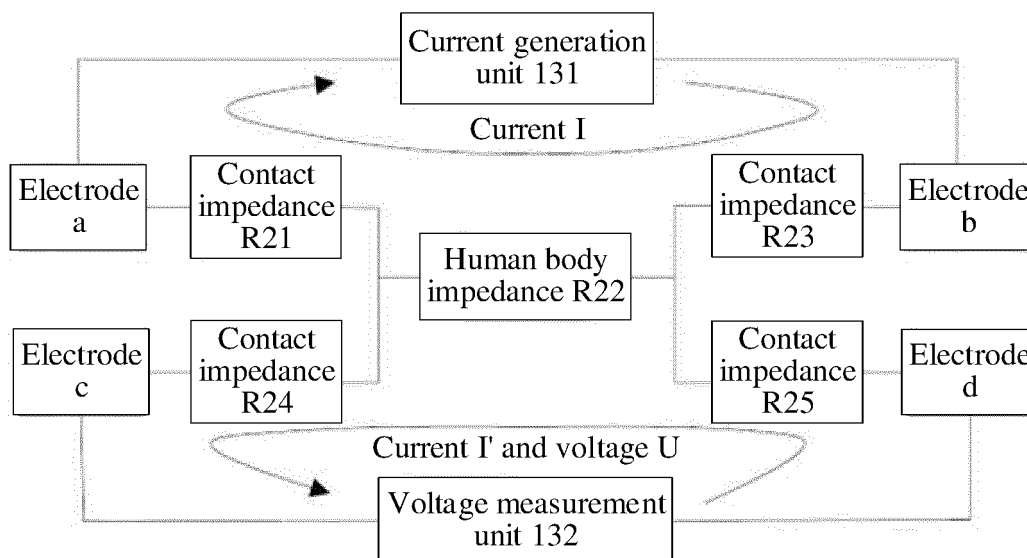 Current generation
unit 131
Current I
Electrode
a
Contact
impedance
R21
Contact
impedance
R23
Electrode
b
Human body
impedance R22
Electrode
c
Contact
impedance
R24
Contact
impedance
R25
Electrode
d
Current I' and voltage U
Voltage measurement
unit 132